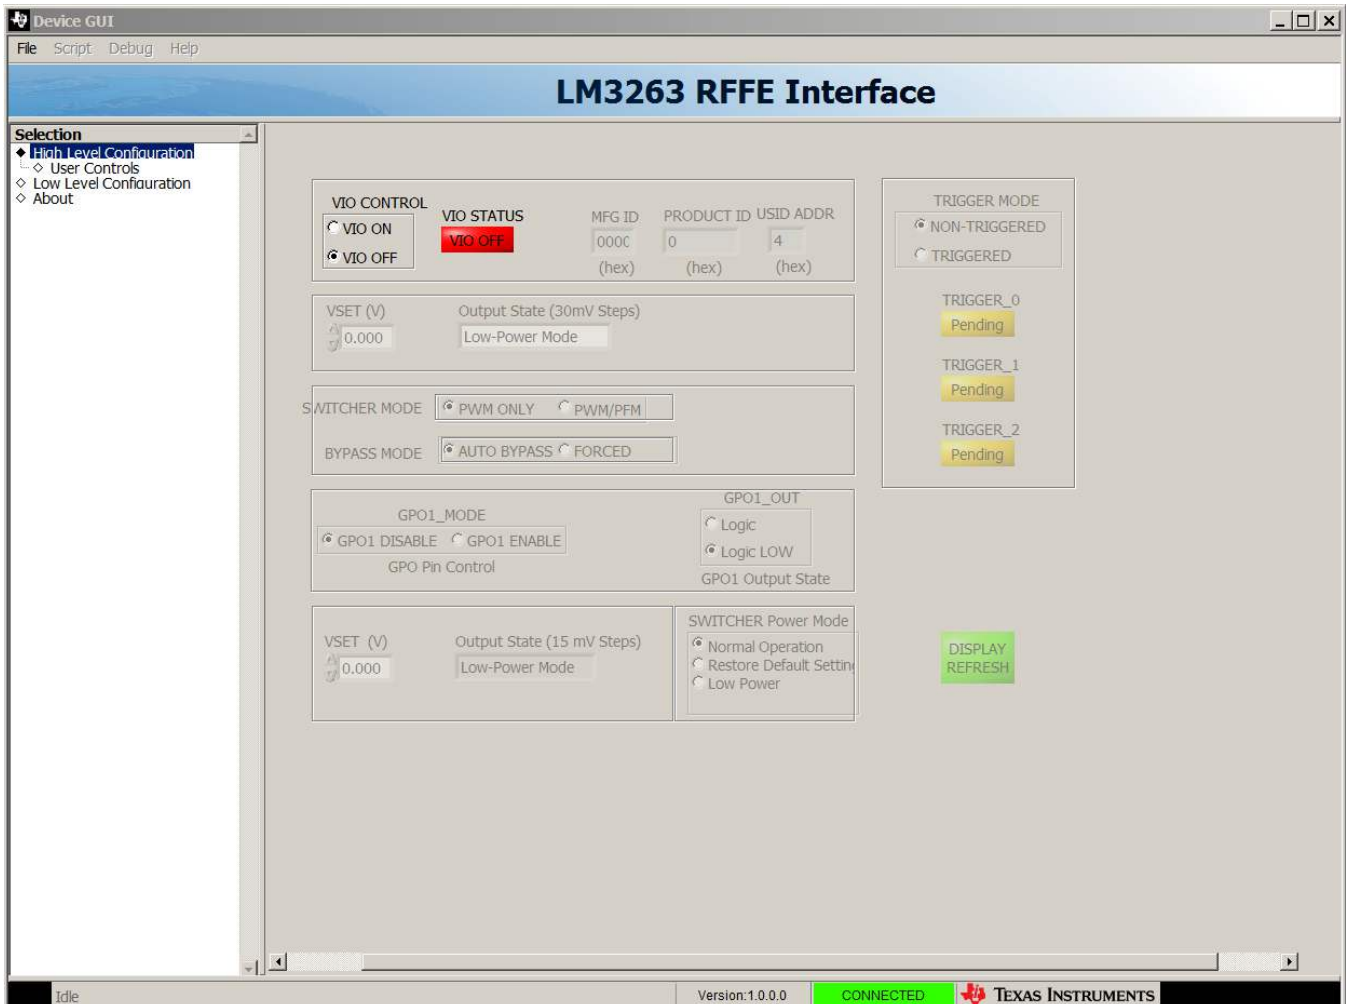 Device GUI
File Script Debug Help
LM3263 RFFE Interface
Selection
High Level Configuration
User Controls
Low Level Configuration
About
VIO CONTROL
VIO ON
VIO OFF
VIO STATUS
VIO OFF
MFG ID
000C
(hex)
PRODUCT ID
0
(hex)
USID ADDR
4
(hex)
VSET (V)
0.000
Output State (30mV Steps)
Low-Power Mode
SWITCHER MODE
PWM ONLY PWM/PFM
BYPASS MODE
AUTO BYPASS FORCED
GPO1_MODE
GPO1 DISABLE GPO1 ENABLE
GPO Pin Control
GPO1_OUT
Logic
Logic LOW
GPO1 Output State
VSET (V)
0.000
Output State (15 mV Steps)
Low-Power Mode
SWITCHER Power Mode
Normal Operation
Restore Default Setting
Low Power
TRIGGER MODE
NON-TRIGGERED
TRIGGERED
TRIGGER_0
Pending
TRIGGER_1
Pending
TRIGGER_2
Pending
DISPLAY
REFRESH
Idle
Version:1.0.0.0
CONNECTED
TEXAS INSTRUMENTS